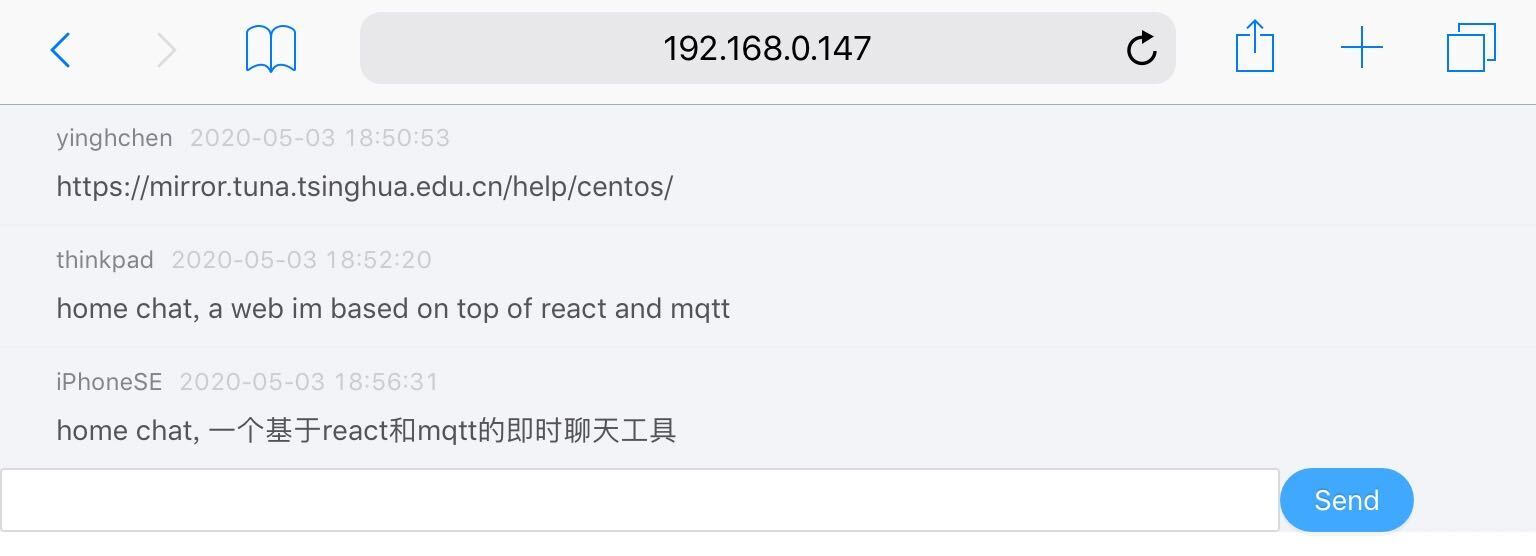 192.168.0.147
yinghchen 2020-05-03 18:50:53
https://mirror.tuna.tsinghua.edu.cn/help/centos/
thinkpad 2020-05-03 18:52:20
home chat, a web im based on top of react and mqtt
iPhoneSE 2020-05-03 18:56:31
home chat, 一个基于react和mqtt的即时聊天工具
Send